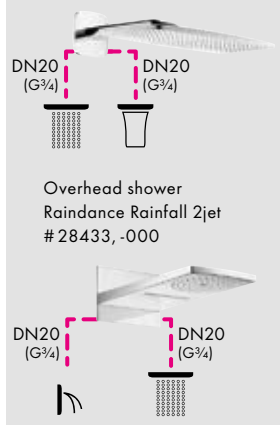 DN20 DN20
(G¾) (G¾)
Overhead shower
Raindance Rainfall 2jet
# 28433, -000
DN20 DN20
(G¾) (G¾)